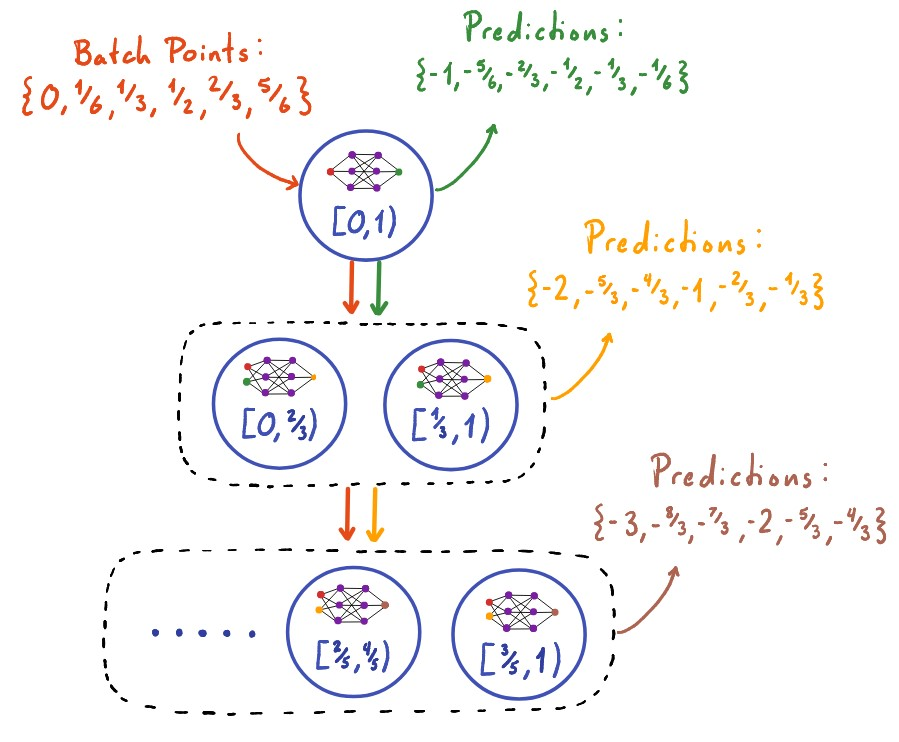 Batch Points:
{0, 1/6, 1/3, 1/2, 2/3, 5/6}
Predictions:
{-1, -5/6, -2/3, -1/2, -1/3, -1/6}
[0,1)
Predictions:
{-2, -5/3, -4/3, -1, -2/3, -1/3}
[0, 2/3)
[1/3, 1)
Predictions:
{-3, -8/3, -7/3, -2, -5/3, -4/3}
[2/5, 4/5)
[3/5, 1)